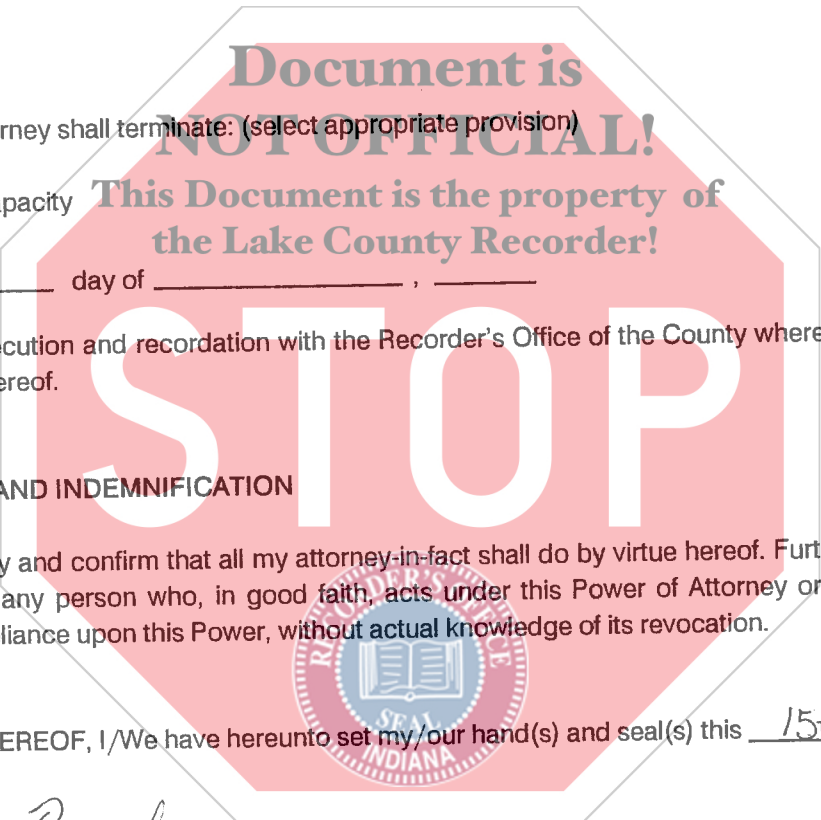 Document is
rney shall terminate: (select appropriate provision)
NOT OFFICIAL!
pacity
This Document is the property of
the Lake County Recorder!
____ day of ____________________ , ________
STOP
cution and recordation with the Recorder's Office of the County where
ereof.
AND INDEMNIFICATION
y and confirm that all my attorney-in-fact shall do by virtue hereof. Furt
any person who, in good faith, acts under this Power of Attorney or
liance upon this Power, without actual knowledge of its revocation.
RECORDER'S OFFICE
SEAL
INDIANA
EREOF, I/We have hereunto set my/our hand(s) and seal(s) this 15